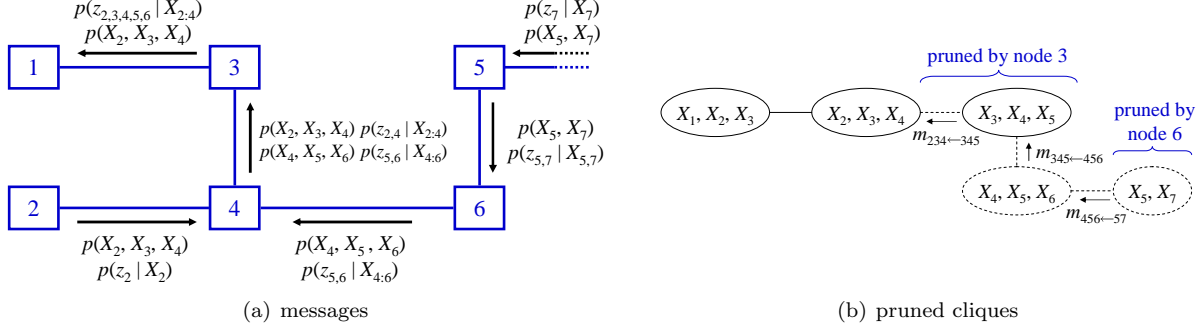 p(z_{2,3,4,5,6} | X_{2:4})
p(X_2, X_3, X_4)
p(z_7 | X_7)
p(X_5, X_7)
1
3
5
p(X_2, X_3, X_4) p(z_{2,4} | X_{2:4})
p(X_4, X_5, X_6) p(z_{5,6} | X_{4:6})
p(X_5, X_7)
p(z_{5,7} | X_{5,7})
2
4
6
p(X_2, X_3, X_4)
p(z_2 | X_2)
p(X_4, X_5 , X_6)
p(z_{5,6} | X_{4:6})
(a) messages
pruned by node 3
pruned by
node 6
X_1, X_2, X_3
X_2, X_3, X_4
X_3, X_4, X_5
m_{234←345}
m_{345←456}
X_4, X_5, X_6
X_5, X_7
m_{456←57}
(b) pruned cliques